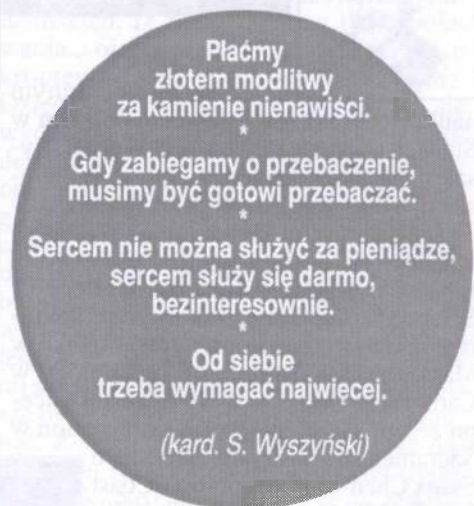 Płaćmy
złotem modlitwy
za kamienie nienawiści.
*
Gdy zabiegamy o przebaczenie,
musimy być gotowi przebaczać.
*
Sercem nie można służyć za pieniądze,
sercem służy się darmo,
bezinteresownie.
*
Od siebie
trzeba wymagać najwięcej.
(kard. S. Wyszyński)